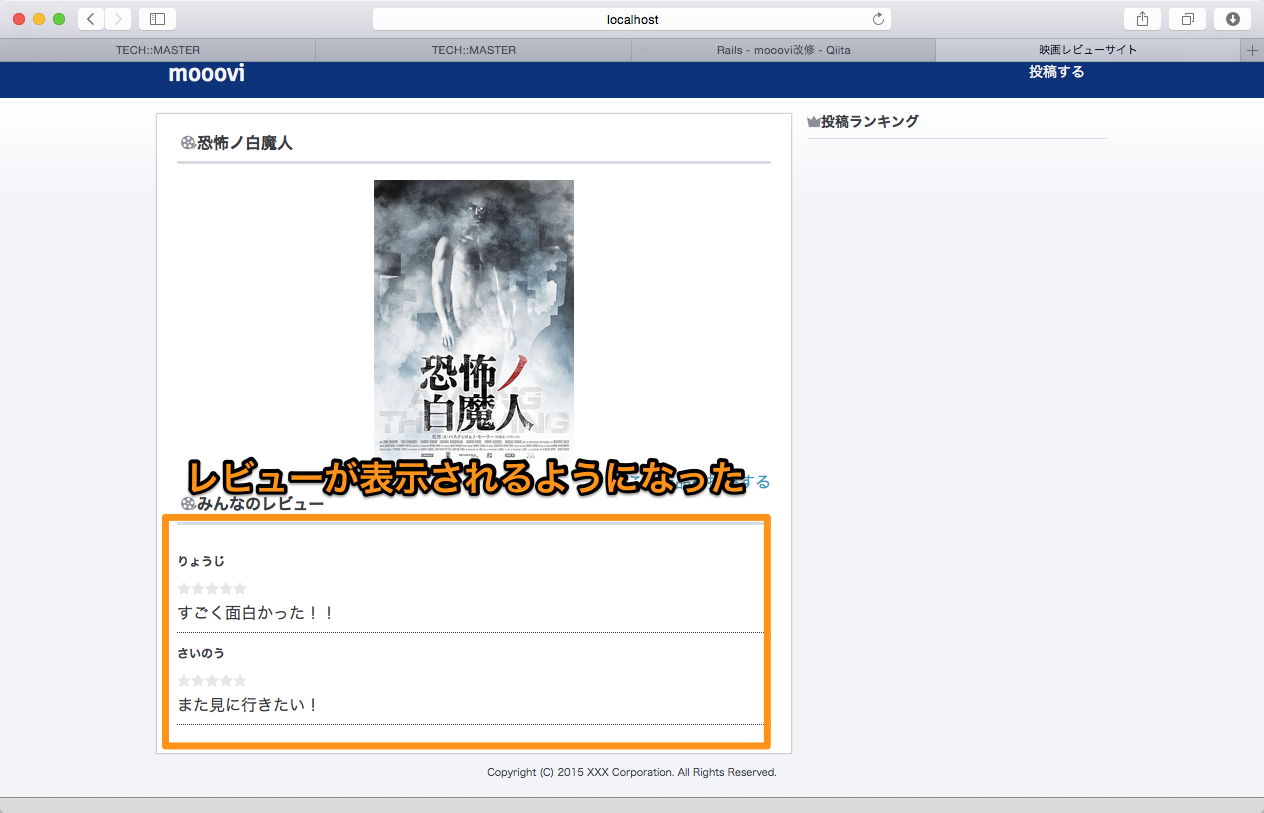 localhost
TECH::MASTER
TECH::MASTER
Rails - mooovi改修 - Qiita
映画レビューサイト
mooovi
投稿する
恐怖ノ白魔人
投稿ランキング
恐怖ノ
白魔人
レビューが表示されるようになった
する
みんなのレビュー
りょうじ
★★★★★
すごく面白かった！！
さいのう
★★★★★
また見に行きたい！
Copyright (C) 2015 XXX Corporation. All Rights Reserved.